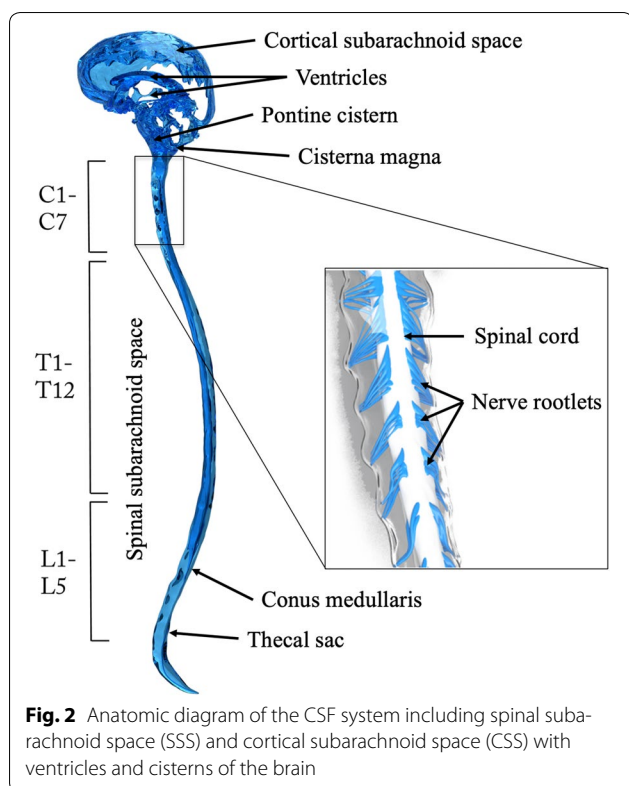 Cortical subarachnoid space
Ventricles
Pontine cistern
Cisterna magna
C1-
C7
T1-
T12
Spinal subarachnoid space
L1-
L5
Spinal cord
Nerve rootlets
Conus medullaris
Thecal sac
Fig. 2 Anatomic diagram of the CSF system including spinal suba-
rachnoid space (SSS) and cortical subarachnoid space (CSS) with
ventricles and cisterns of the brain